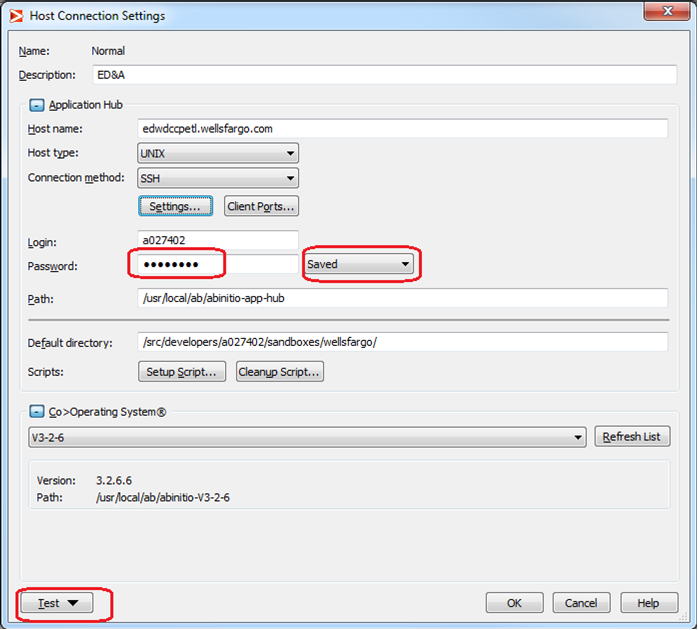 Host Connection Settings
Name: Normal
Description: ED&A
Application Hub
Host name: edwdccpetl.wellsfargo.com
Host type: UNIX
Connection method: SSH
Settings... Client Ports...
Login: a027402
Password: •••••••• Saved
Path: /usr/local/ab/abinitio-app-hub
Default directory: /src/developers/a027402/sandboxes/wellsfargo/
Scripts: Setup Script... Cleanup Script...
Co>Operating System®
V3-2-6 Refresh List
Version: 3.2.6.6
Path: /usr/local/ab/abinitio-V3-2-6
Test OK Cancel Help